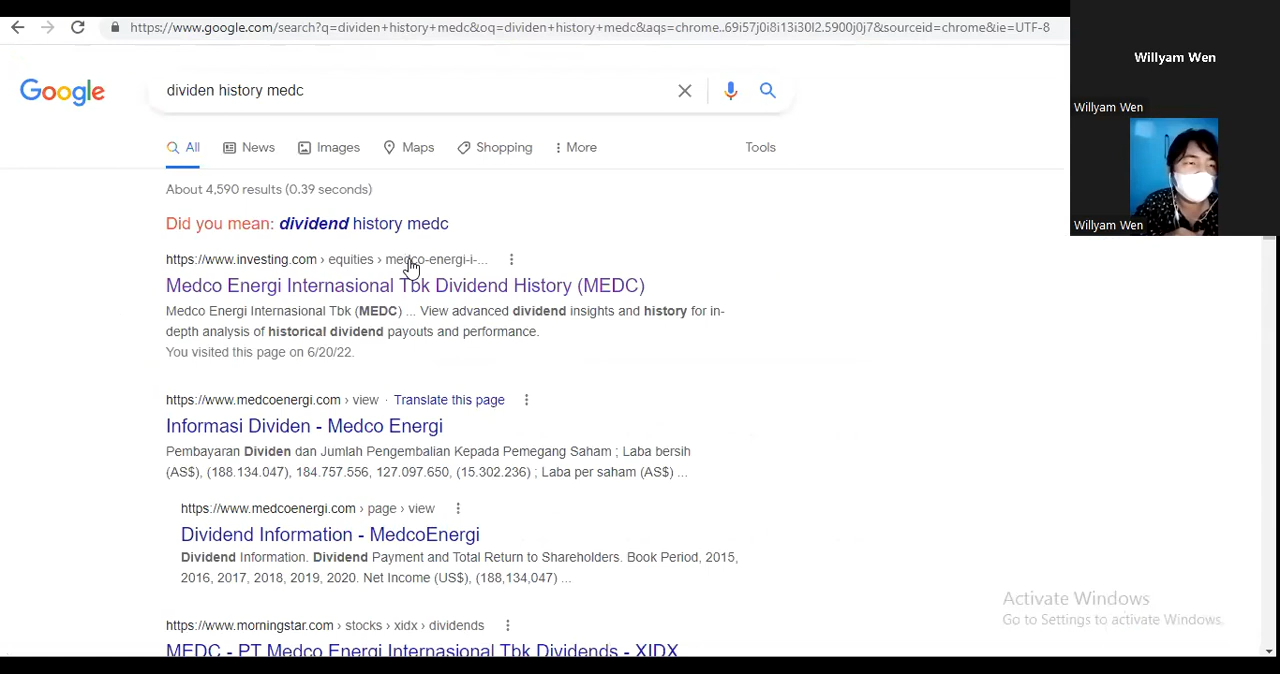 https://www.google.com/search?q=dividen+history+medc&oq=dividen+history+medc&aqs=chrome..69i57j0i8i13i30l2.5900j0j7&sourceid=chrome&ie=UTF-8
Willyam Wen
Willyam Wen
Willyam Wen
Google
dividen history medc
All News Images Maps Shopping More Tools
About 4,590 results (0.39 seconds)
Did you mean: dividend history medc
https://www.investing.com › equities › medco-energi-i-...
Medco Energi Internasional Tbk Dividend History (MEDC)
Medco Energi Internasional Tbk (MEDC) ... View advanced dividend insights and history for in-
depth analysis of historical dividend payouts and performance.
You visited this page on 6/20/22.
https://www.medcoenergi.com › view · Translate this page
Informasi Dividen - Medco Energi
Pembayaran Dividen dan Jumlah Pengembalian Kepada Pemegang Saham ; Laba bersih
(AS$), (188.134.047), 184.757.556, 127.097.650, (15.302.236) ; Laba per saham (AS$) ...
https://www.medcoenergi.com › page › view
Dividend Information - MedcoEnergi
Dividend Information. Dividend Payment and Total Return to Shareholders. Book Period, 2015,
2016, 2017, 2018, 2019, 2020. Net Income (US$), (188,134,047) ...
https://www.morningstar.com › stocks › xidx › dividends
MEDC - PT Medco Energi Internasional Tbk Dividends - XIDX
Activate Windows
Go to Settings to activate Windows.